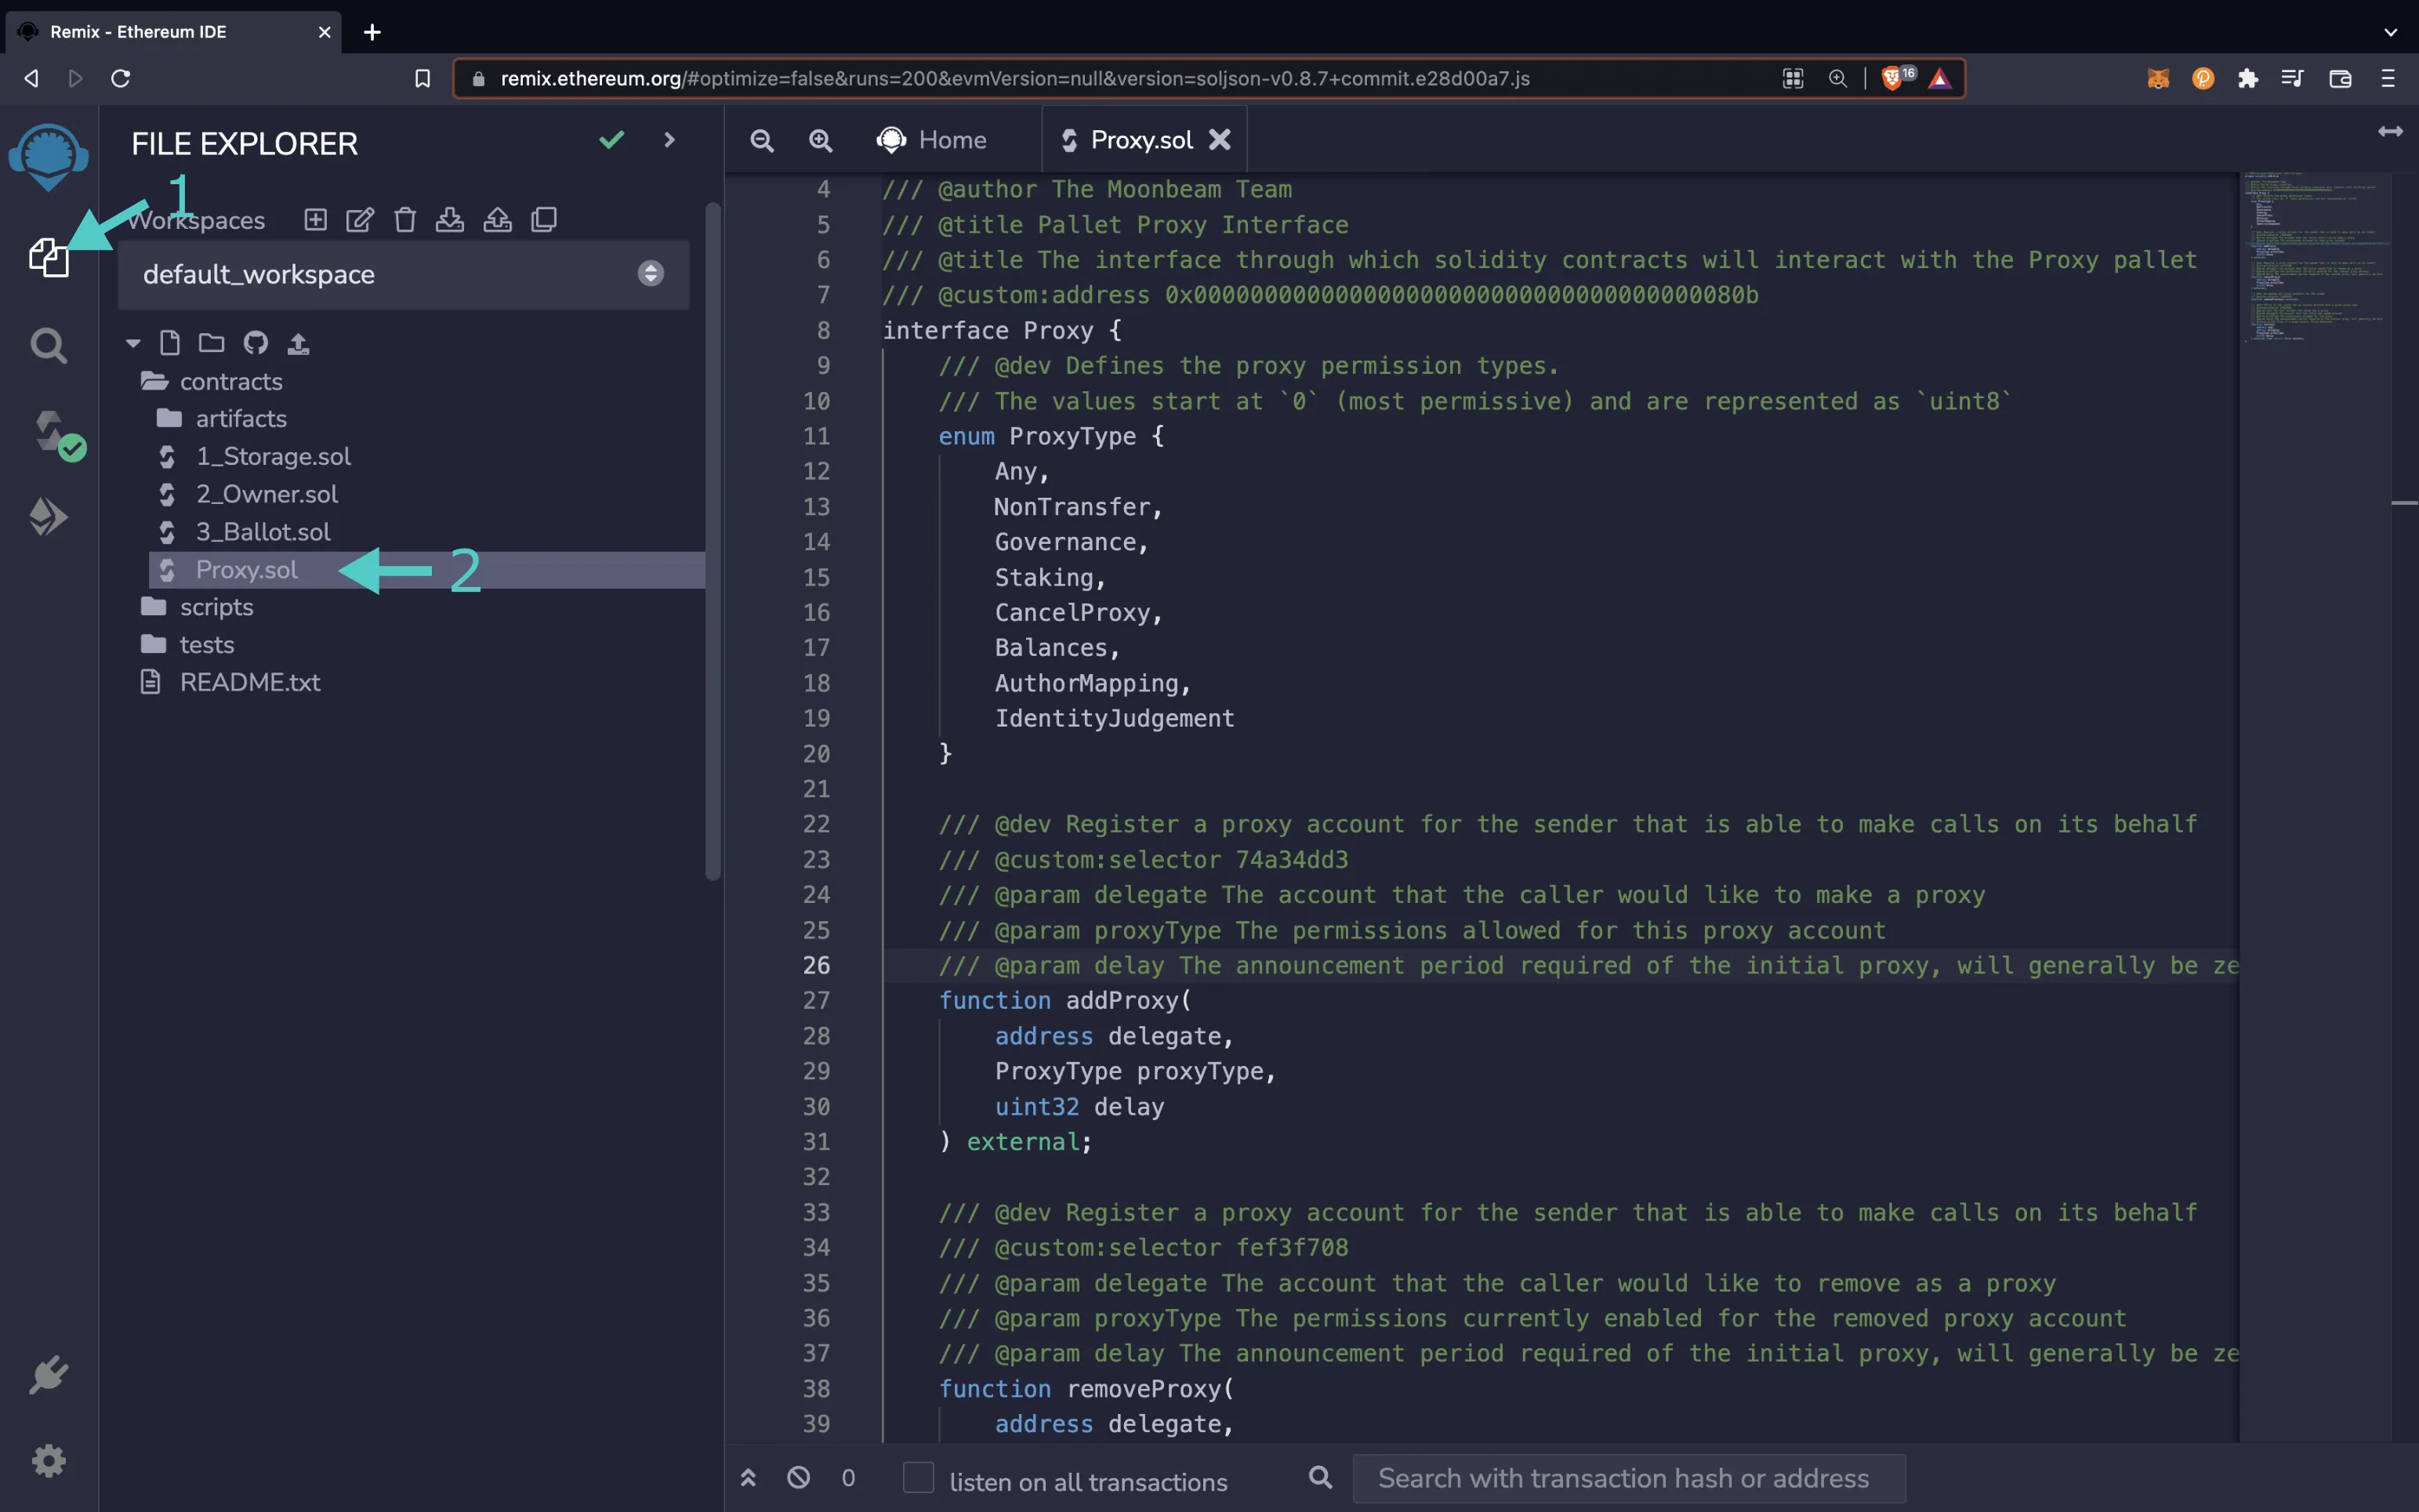 Remix - Ethereum IDE
remix.ethereum.org/#optimize=false&runs=200&evmVersion=null&version=soljson-v0.8.7+commit.e28d00a7.js
16
FILE EXPLORER
1
Workspaces
default_workspace
contracts
artifacts
1_Storage.sol
2_Owner.sol
3_Ballot.sol
Proxy.sol
2
scripts
tests
README.txt
Home
Proxy.sol
4 /// @author The Moonbeam Team
5 /// @title Pallet Proxy Interface
6 /// @title The interface through which solidity contracts will interact with the Proxy pallet
7 /// @custom:address 0x000000000000000000000000000000000000080b
8 interface Proxy {
9 /// @dev Defines the proxy permission types.
10 /// The values start at `0` (most permissive) and are represented as `uint8`
11 enum ProxyType {
12 Any,
13 NonTransfer,
14 Governance,
15 Staking,
16 CancelProxy,
17 Balances,
18 AuthorMapping,
19 IdentityJudgement
20 }
21
22 /// @dev Register a proxy account for the sender that is able to make calls on its behalf
23 /// @custom:selector 74a34dd3
24 /// @param delegate The account that the caller would like to make a proxy
25 /// @param proxyType The permissions allowed for this proxy account
26 /// @param delay The announcement period required of the initial proxy, will generally be ze
27 function addProxy(
28 address delegate,
29 ProxyType proxyType,
30 uint32 delay
31 ) external;
32
33 /// @dev Register a proxy account for the sender that is able to make calls on its behalf
34 /// @custom:selector fef3f708
35 /// @param delegate The account that the caller would like to remove as a proxy
36 /// @param proxyType The permissions currently enabled for the removed proxy account
37 /// @param delay The announcement period required of the initial proxy, will generally be ze
38 function removeProxy(
39 address delegate,
0
listen on all transactions
Search with transaction hash or address